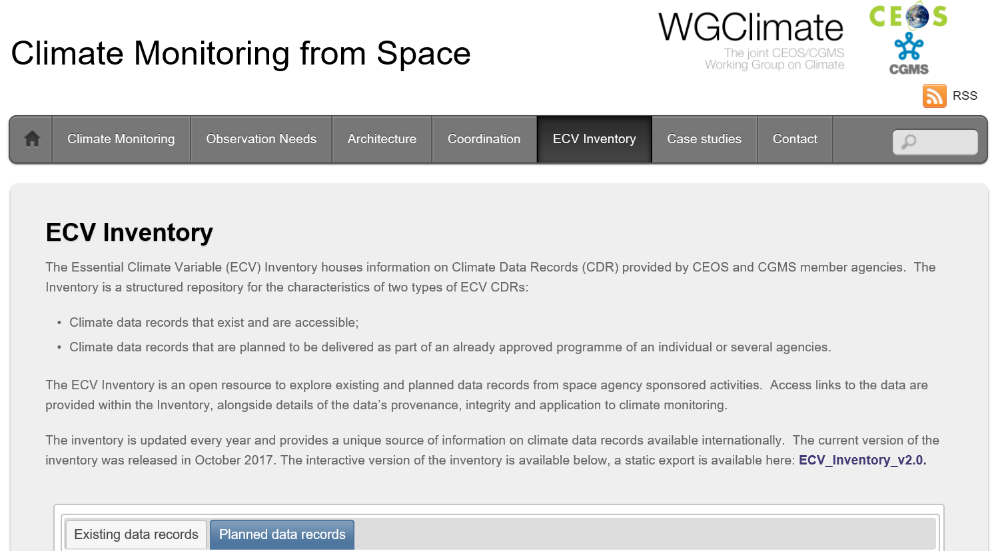 Climate Monitoring from Space
WGClimate
The joint CEOS/CGMS
Working Group on Climate
CEOS
CGMS
RSS
Climate Monitoring
Observation Needs
Architecture
Coordination
ECV Inventory
Case studies
Contact
ECV Inventory
The Essential Climate Variable (ECV) Inventory houses information on Climate Data Records (CDR) provided by CEOS and CGMS member agencies.  The
Inventory is a structured repository for the characteristics of two types of ECV CDRs:
• Climate data records that exist and are accessible;
• Climate data records that are planned to be delivered as part of an already approved programme of an individual or several agencies.
The ECV Inventory is an open resource to explore existing and planned data records from space agency sponsored activities.  Access links to the data are
provided within the Inventory, alongside details of the data’s provenance, integrity and application to climate monitoring.
The inventory is updated every year and provides a unique source of information on climate data records available internationally.  The current version of the
inventory was released in October 2017. The interactive version of the inventory is available below, a static export is available here: ECV_Inventory_v2.0.
Existing data records
Planned data records